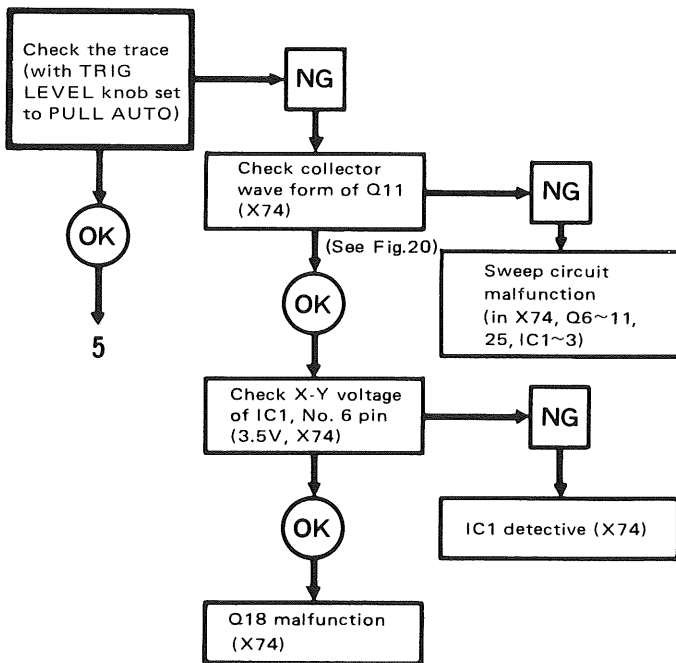 Check the trace
(with TRIG
LEVEL knob set
to PULL AUTO)
NG
OK
5
Check collector
wave form of Q11
(X74)
NG
(See Fig.20)
OK
Sweep circuit
malfunction
(in X74, Q6~11,
25, IC1~3)
Check X-Y voltage
of IC1, No. 6 pin
(3.5V, X74)
NG
OK
IC1 detective (X74)
Q18 malfunction
(X74)